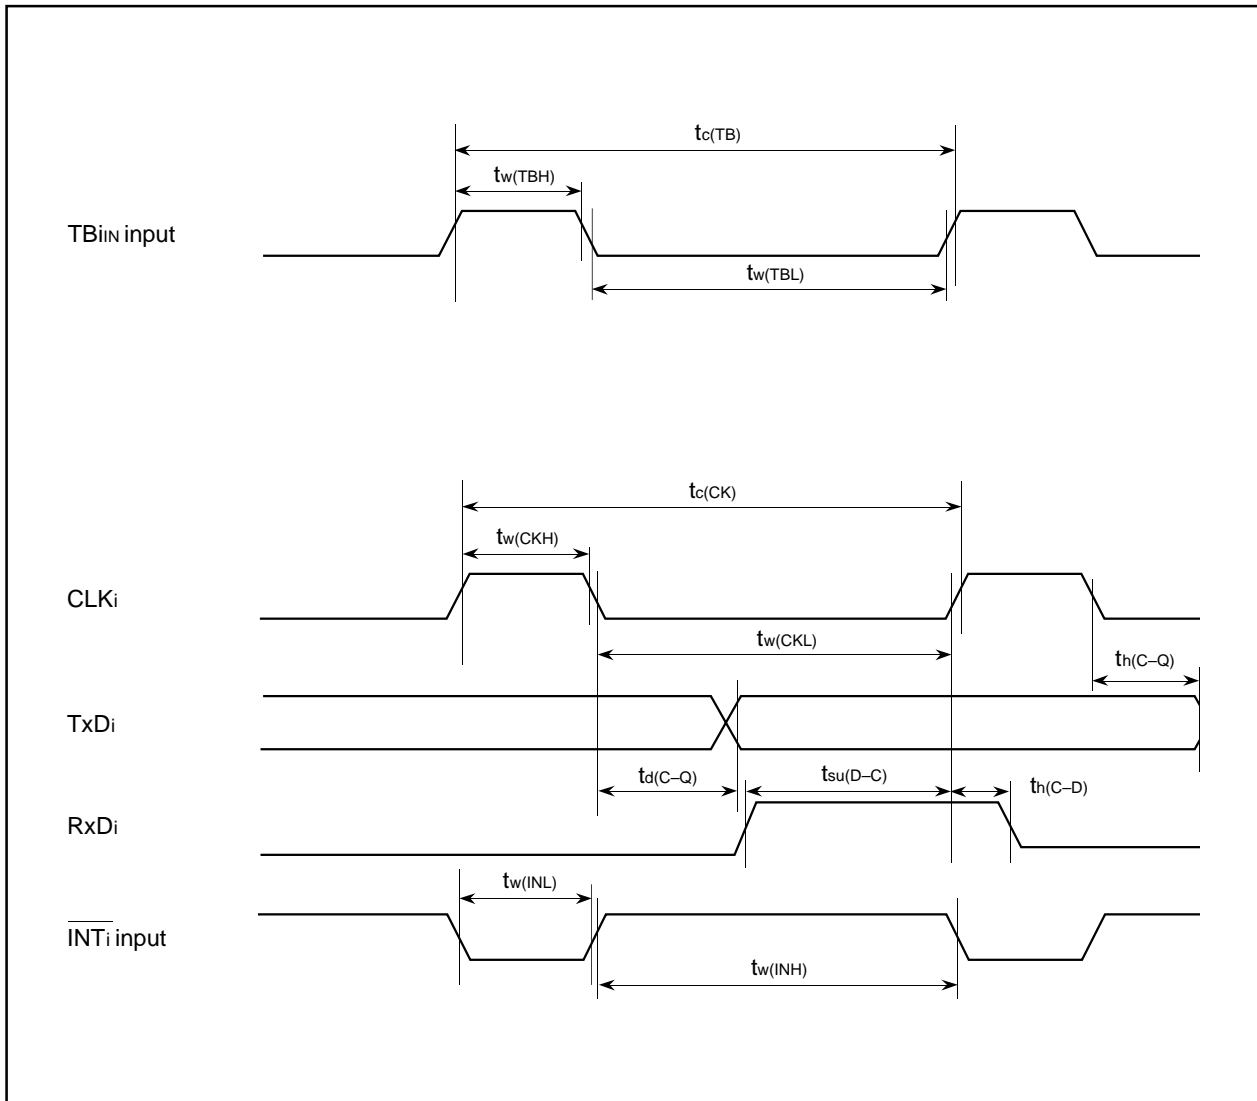 tc(TB)
tw(TBH)
TBiIN input
tw(TBL)
tc(CK)
tw(CKH)
CLKi
tw(CKL)
th(C–Q)
TxDi
td(C–Q)
tsu(D–C)
th(C–D)
RxDi
tw(INL)
INTi input
tw(INH)